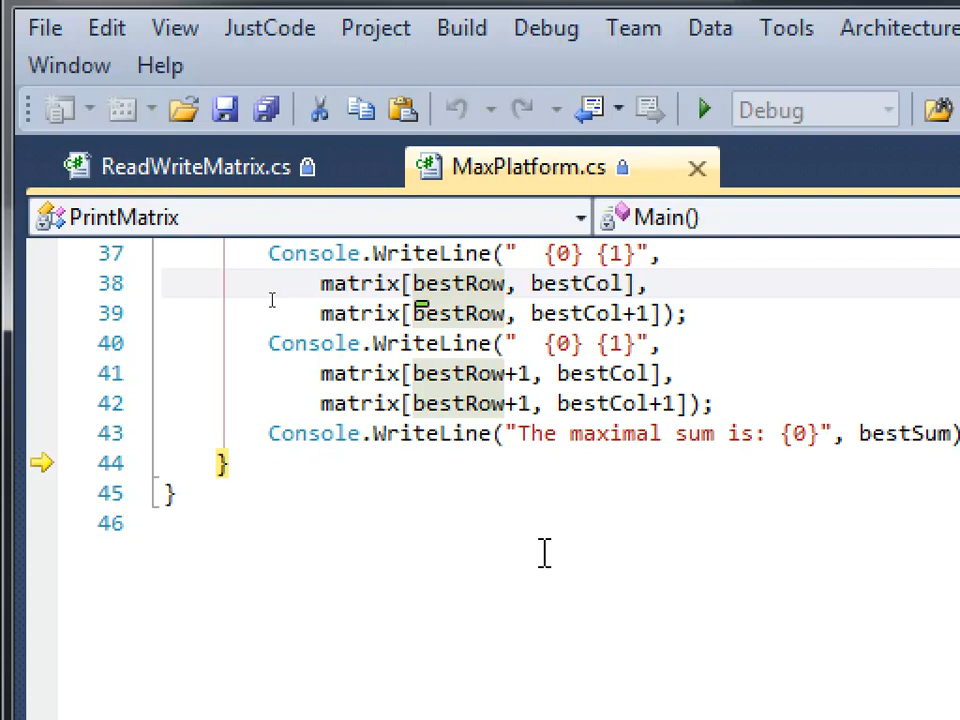 File Edit View JustCode Project Build Debug Team Data Tools Architecture
Window Help
Debug
ReadWriteMatrix.cs MaxPlatform.cs
PrintMatrix Main()
37 Console.WriteLine("  {0} {1}",
38 matrix[bestRow, bestCol],
39 matrix[bestRow, bestCol+1]);
40 Console.WriteLine("  {0} {1}",
41 matrix[bestRow+1, bestCol],
42 matrix[bestRow+1, bestCol+1]);
43 Console.WriteLine("The maximal sum is: {0}", bestSum)
44 }
45 }
46